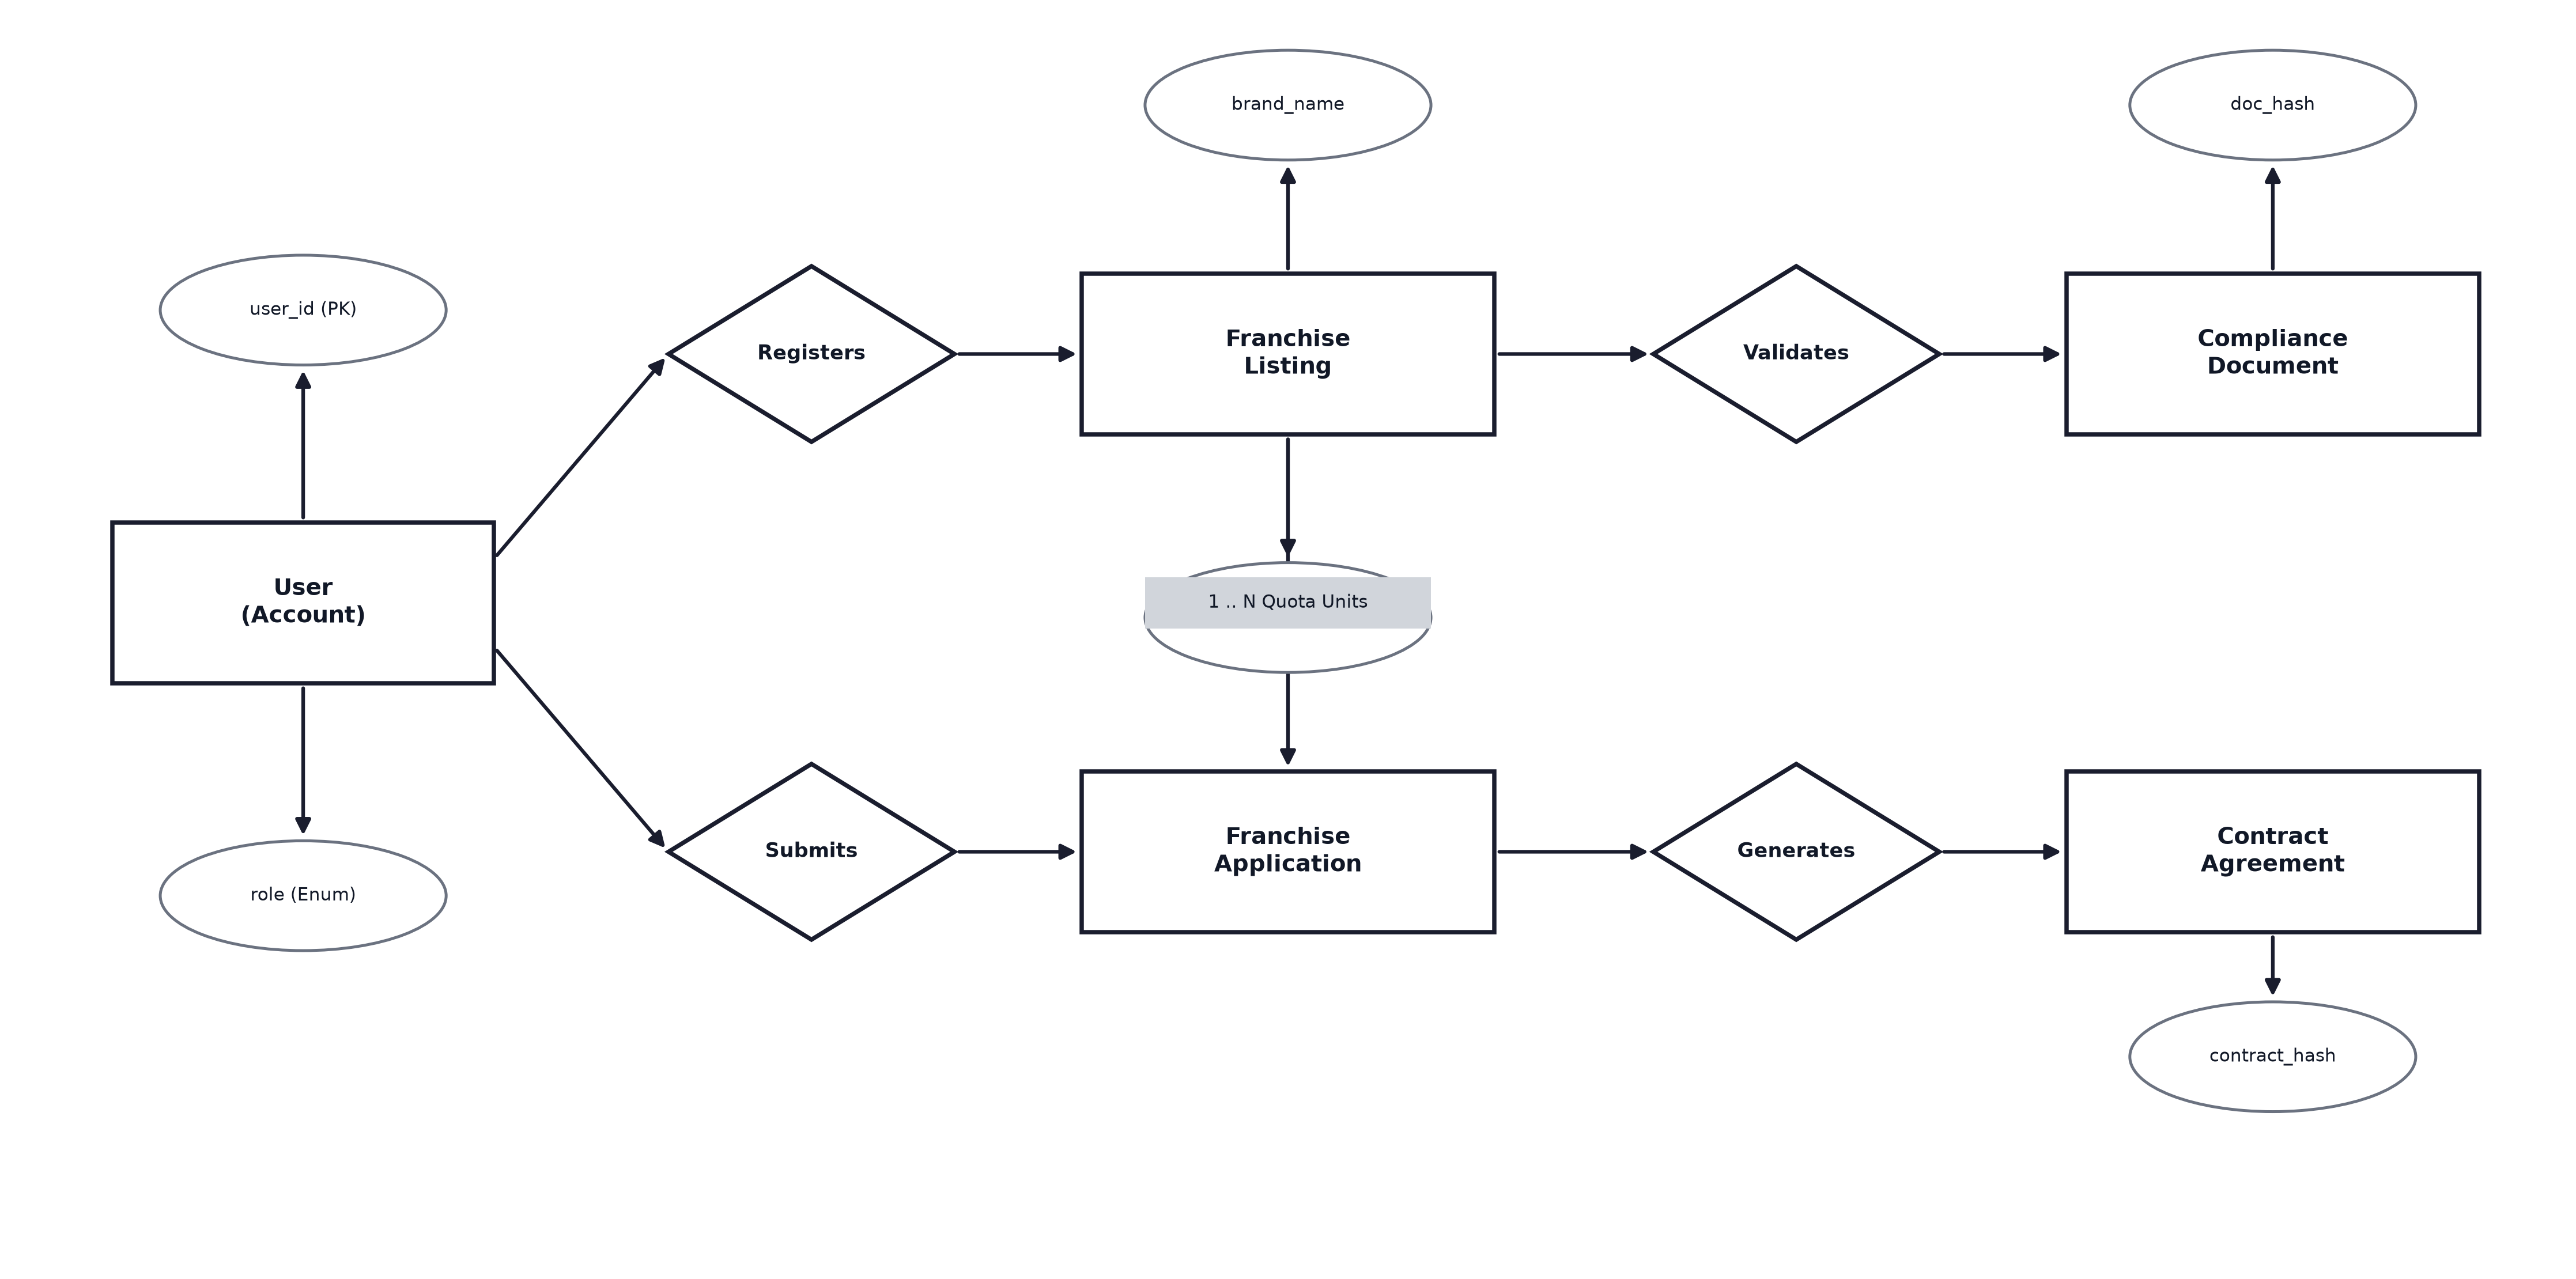 brand_name
doc_hash
user_id (PK)
Registers
Franchise
Listing
Validates
Compliance
Document
User
(Account)
1 .. N Quota Units
Submits
Franchise
Application
Generates
Contract
Agreement
role (Enum)
contract_hash